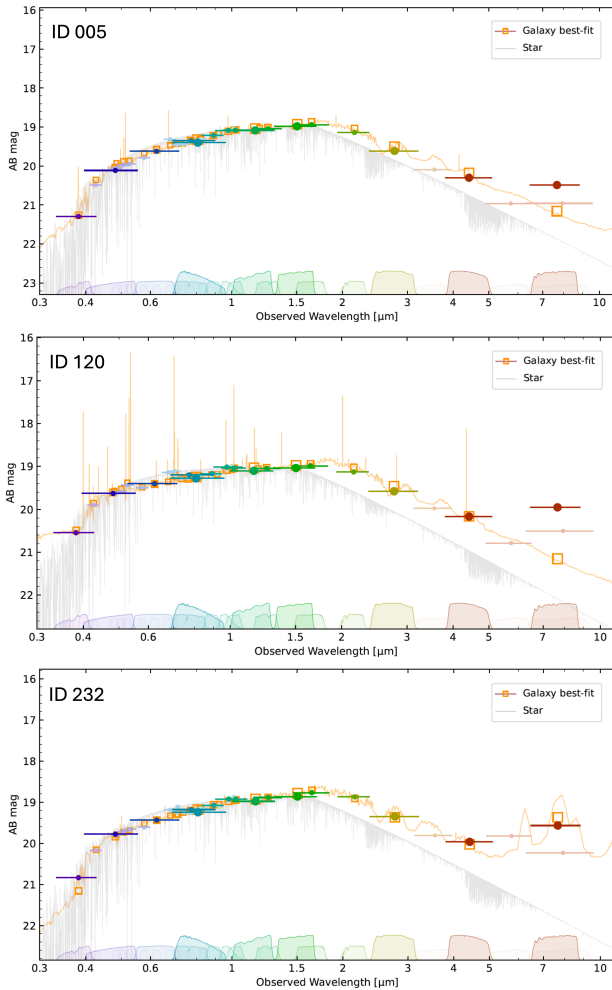 ID 005
Galaxy best-fit
Star
AB mag
16
17
18
19
20
21
22
23
0.3 0.4 0.6 1 1.5 2 3 4 5 7 10
Observed Wavelength [μm]
ID 120
Galaxy best-fit
Star
AB mag
16
17
18
19
20
21
22
0.3 0.4 0.6 1 1.5 2 3 4 5 7 10
Observed Wavelength [μm]
ID 232
Galaxy best-fit
Star
AB mag
16
17
18
19
20
21
22
0.3 0.4 0.6 1 1.5 2 3 4 5 7 10
Observed Wavelength [μm]